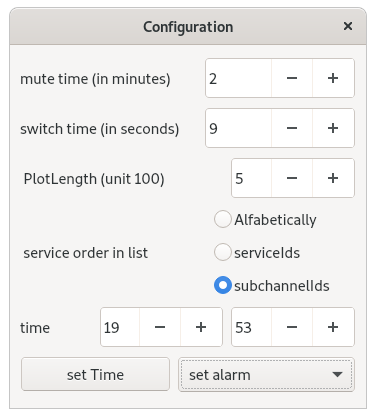 Configuration ×
mute time (in minutes) 2 − +
switch time (in seconds) 9 − +
PlotLength (unit 100) 5 − +
Alfabetically
service order in list serviceIds
subchannelIds
time 19 − + 53 − +
set Time set alarm